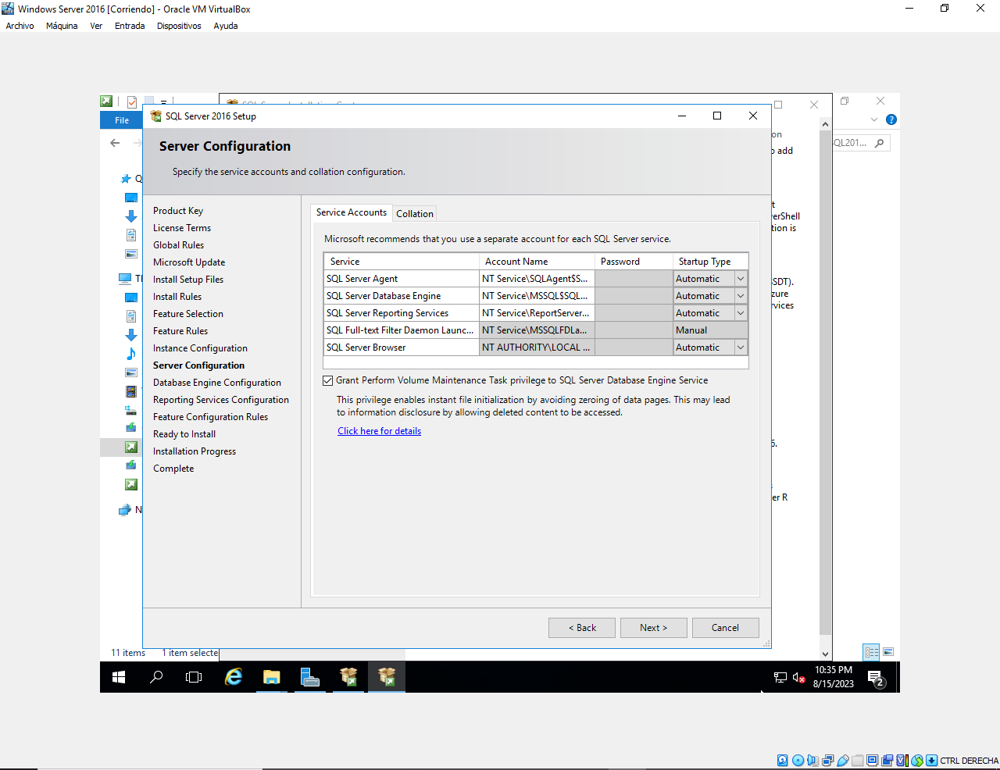 Windows Server 2016 [Corriendo] - Oracle VM VirtualBox
Archivo Máquina Ver Entrada Dispositivos Ayuda
File
SQL Server 2016 Setup
Server Configuration
Specify the service accounts and collation configuration.
Product Key
License Terms
Global Rules
Microsoft Update
Install Setup Files
Install Rules
Feature Selection
Feature Rules
Instance Configuration
Server Configuration
Database Engine Configuration
Reporting Services Configuration
Feature Configuration Rules
Ready to Install
Installation Progress
Complete
Service Accounts Collation
Microsoft recommends that you use a separate account for each SQL Server service.
Service Account Name Password Startup Type
SQL Server Agent NT Service\SQLAgent$S... Automatic
SQL Server Database Engine NT Service\MSSQL$SQL... Automatic
SQL Server Reporting Services NT Service\ReportServer... Automatic
SQL Full-text Filter Daemon Launc... NT Service\MSSQLFDLa... Manual
SQL Server Browser NT AUTHORITY\LOCAL ... Automatic
Grant Perform Volume Maintenance Task privilege to SQL Server Database Engine Service
This privilege enables instant file initialization by avoiding zeroing of data pages. This may lead
to information disclosure by allowing deleted content to be accessed.
Click here for details
< Back Next > Cancel
add
QL201...
erShell
tion is
SSDT).
zure
rvices
6.
er R
11 items 1 item selecte
10:35 PM
8/15/2023
2
CTRL DERECHA